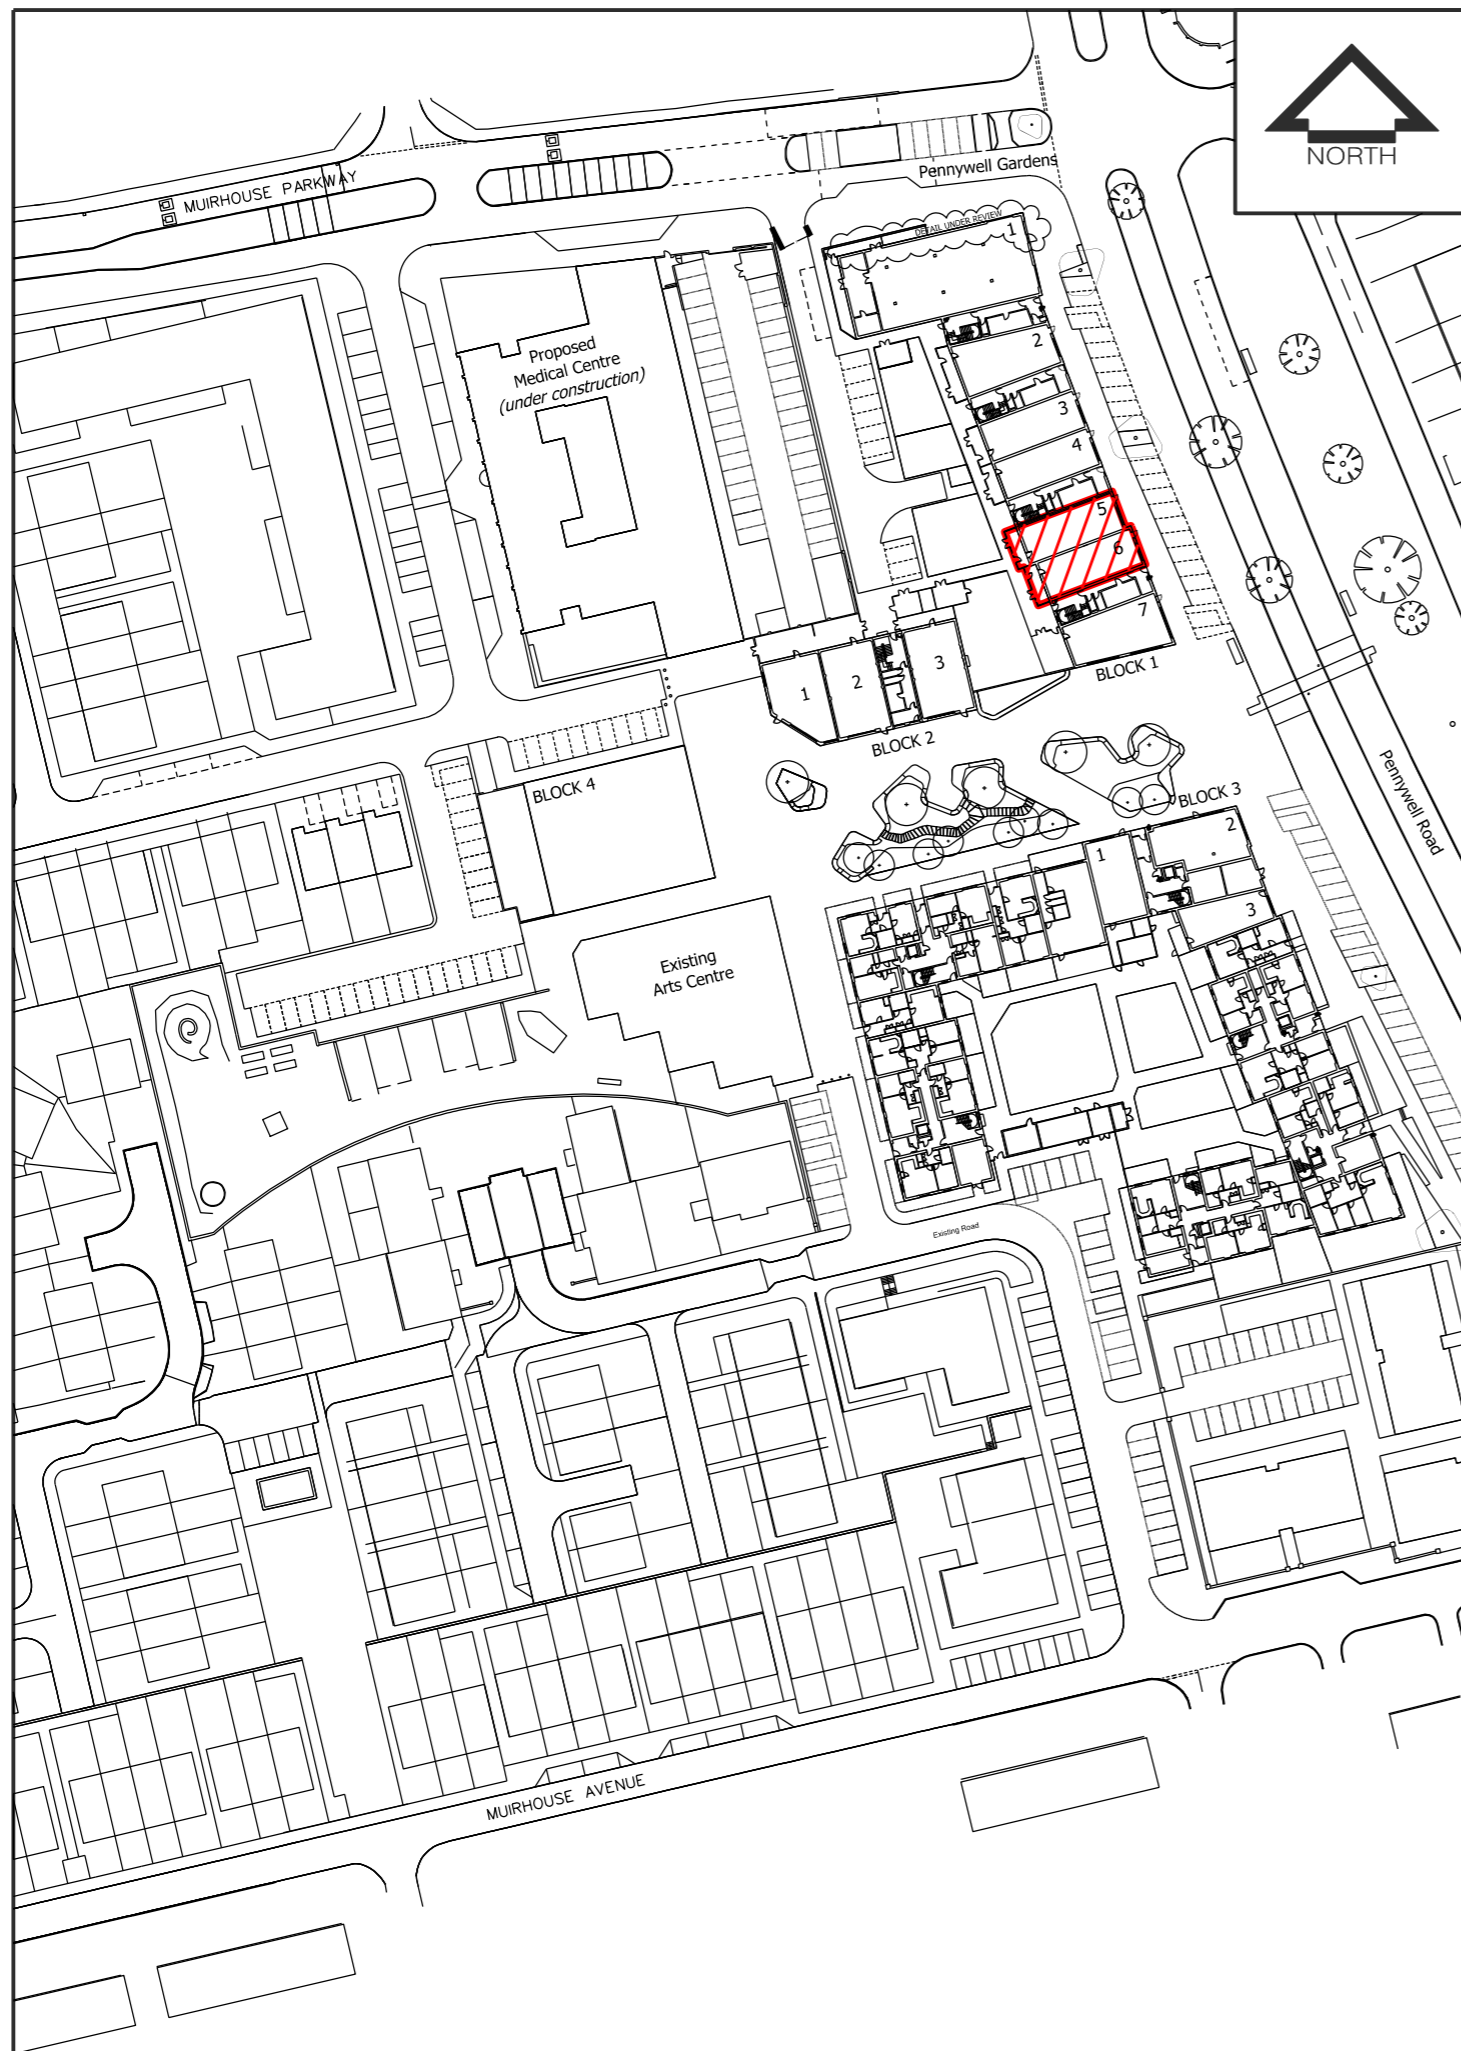 NORTH
MUIRHOUSE PARKWAY
Pennywell Gardens
DETAIL UNDER REVIEW
1
2
3
4
5
6
7
BLOCK 1
Proposed
Medical Centre
(under construction)
1
2
3
BLOCK 2
BLOCK 4
Pennywell Road
BLOCK 3
1
2
3
Existing
Arts Centre
Existing Road
MUIRHOUSE AVENUE